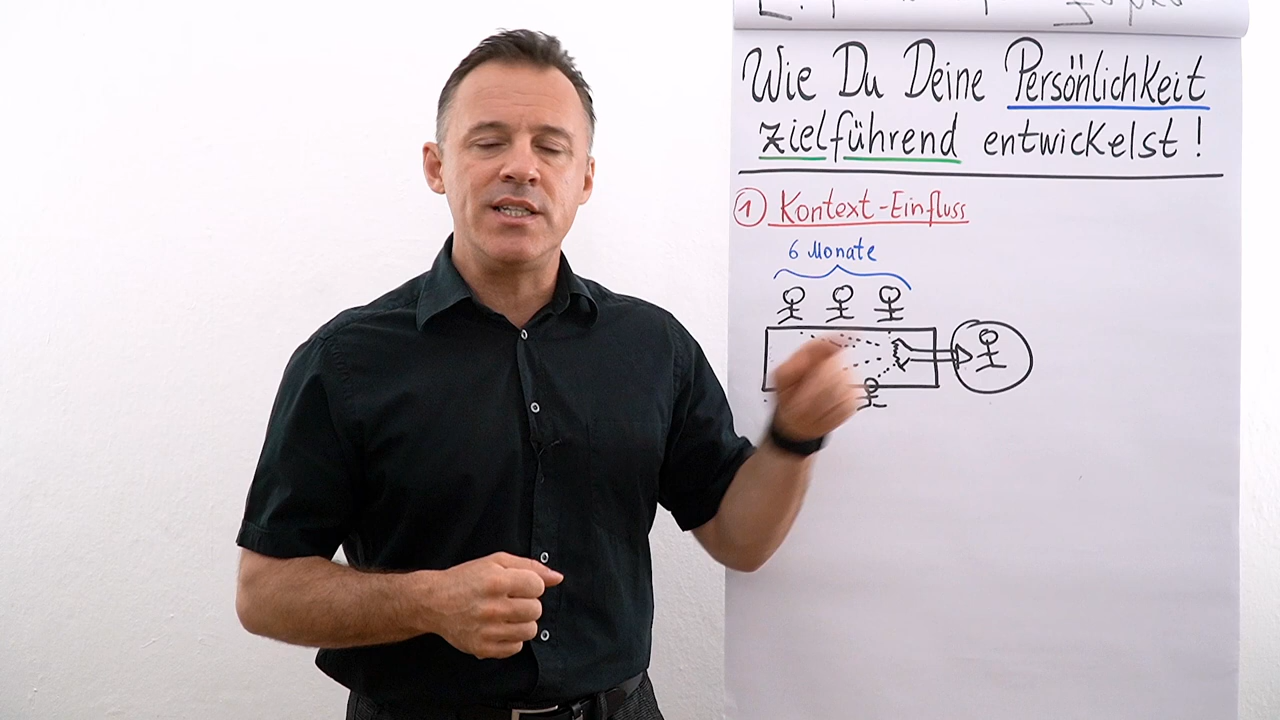 Wie Du Deine Persönlichkeit
zielführend entwickelst !
1 Kontext-Einfluss
6 Monate